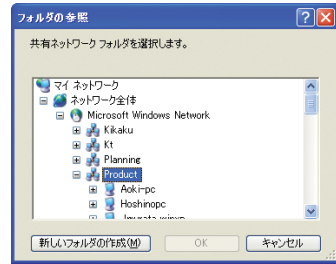 フォルダの参照
共有ネットワーク フォルダを選択します。
マイ ネットワーク
ネットワーク全体
Microsoft Windows Network
Kikaku
Kt
Planning
Product
Aoki-pc
Hoshinopc
新しいフォルダの作成(M)
OK
キャンセル